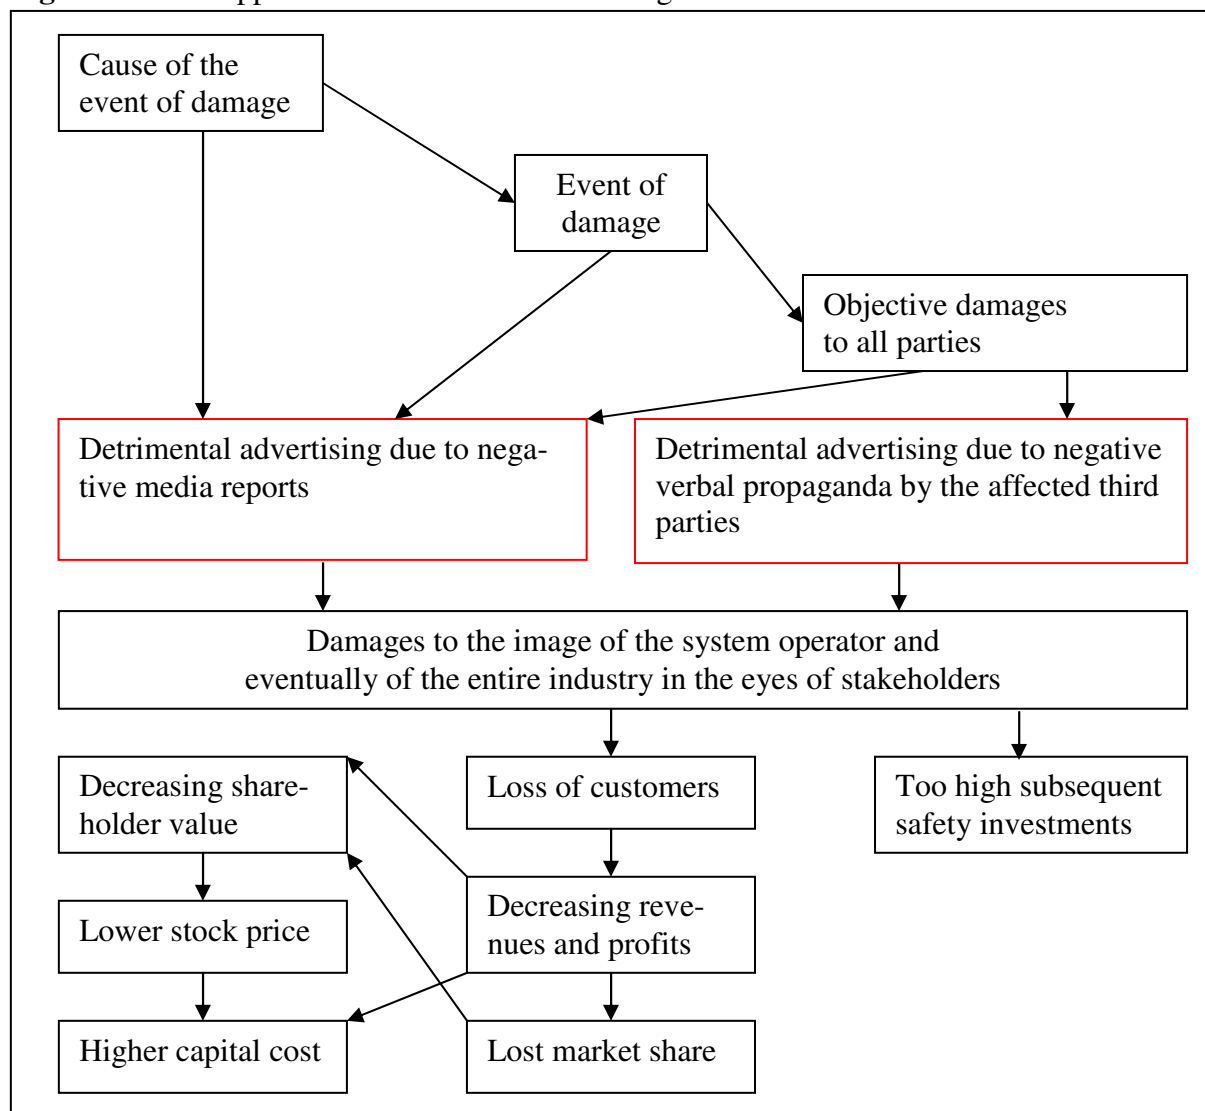 Cause of the
event of damage
Event of
damage
Objective damages
to all parties
Detrimental advertising due to nega-
tive media reports
Detrimental advertising due to negative
verbal propaganda by the affected third
parties
Damages to the image of the system operator and
eventually of the entire industry in the eyes of stakeholders
Decreasing share-
holder value
Loss of customers
Too high subsequent
safety investments
Lower stock price
Decreasing reve-
nues and profits
Higher capital cost
Lost market share